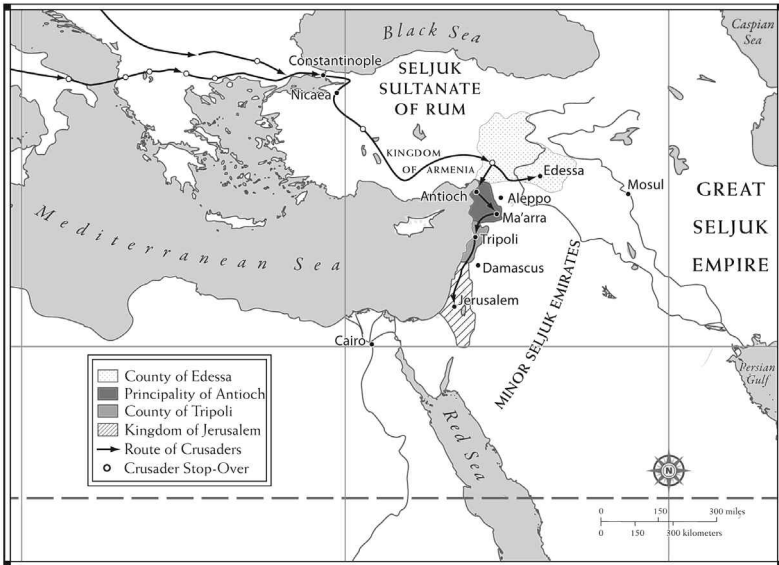 Black Sea
Caspian
Sea
Constantinople
SELJUK
SULTANATE
OF RUM
Nicaea
KINGDOM
OF ARMENIA
Edessa
Mosul
Antioch
Aleppo
Ma'arra
GREAT
SELJUK
EMPIRE
Mediterranean Sea
Tripoli
Damascus
Jerusalem
MINOR SELJUK EMIRATES
Cairo
Persian
Gulf
County of Edessa
Principality of Antioch
County of Tripoli
Kingdom of Jerusalem
Route of Crusaders
Crusader Stop-Over
Red Sea
N
0 150 300 miles
0 150 300 kilometers